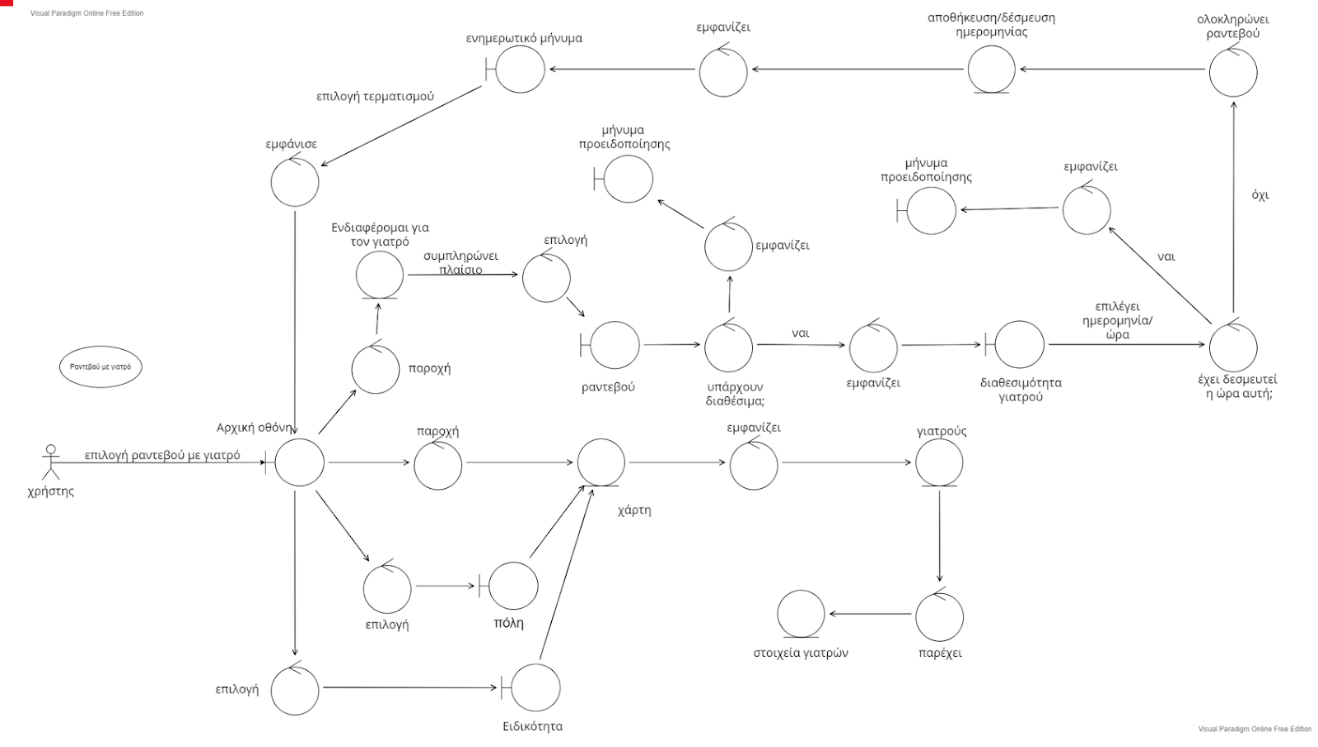 Visual Paradigm Online Free Edition
ενημερωτικό μήνυμα
εμφανίζει
αποθήκευση/δέσμευση
ημερομηνίας
ολοκληρώνει
ραντεβού
επιλογή τερματισμού
εμφάνισε
μήνυμα
προειδοποίησης
μήνυμα
προειδοποίησης
εμφανίζει
όχι
Ενδιαφέρομαι για
τον γιατρό
συμπληρώνει
πλαίσιο
επιλογή
εμφανίζει
ναι
επιλέγει
ημερομηνία/
ώρα
ναι
Ραντεβού με γιατρό
παροχή
ραντεβού
υπάρχουν
διαθέσιμα;
εμφανίζει
διαθεσιμότητα
γιατρού
έχει δεσμευτεί
η ώρα αυτή;
Αρχική οθόνη
παροχή
εμφανίζει
γιατρούς
επιλογή ραντεβού με γιατρό
χρήστης
χάρτη
επιλογή
πόλη
στοιχεία γιατρών
παρέχει
επιλογή
Ειδικότητα
Visual Paradigm Online Free Edition